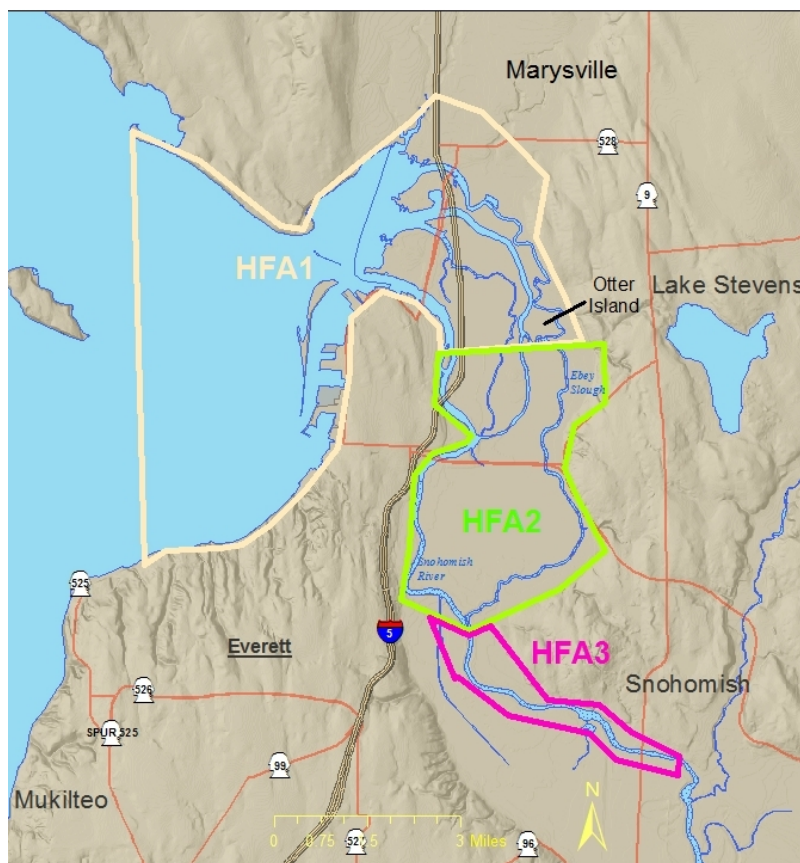 Marysville
528
9
HFA1
Otter
Island
Lake Stevens
Ebey
Slough
HFA2
Snohomish
River
525
5
Everett
HFA3
Snohomish
526
SPUR 525
99
Mukilteo
N
0 0.75 1.5 3 Miles
96